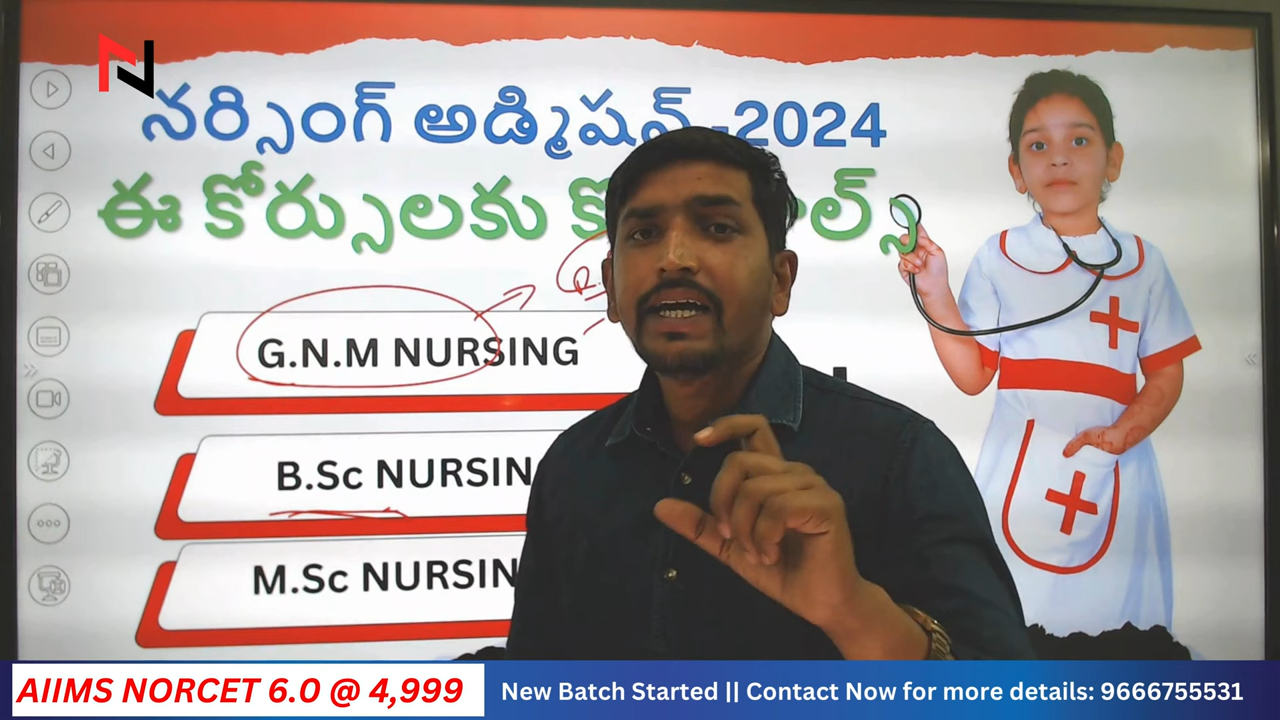 నర్సింగ్ అడ్మిషన్ -2024
ఈ కోర్సులకు
G.N.M NURSING
B.Sc NURSIN
M.Sc NURSIN
AIIMS NORCET 6.0 @ 4,999
New Batch Started || Contact Now for more details: 9666755531